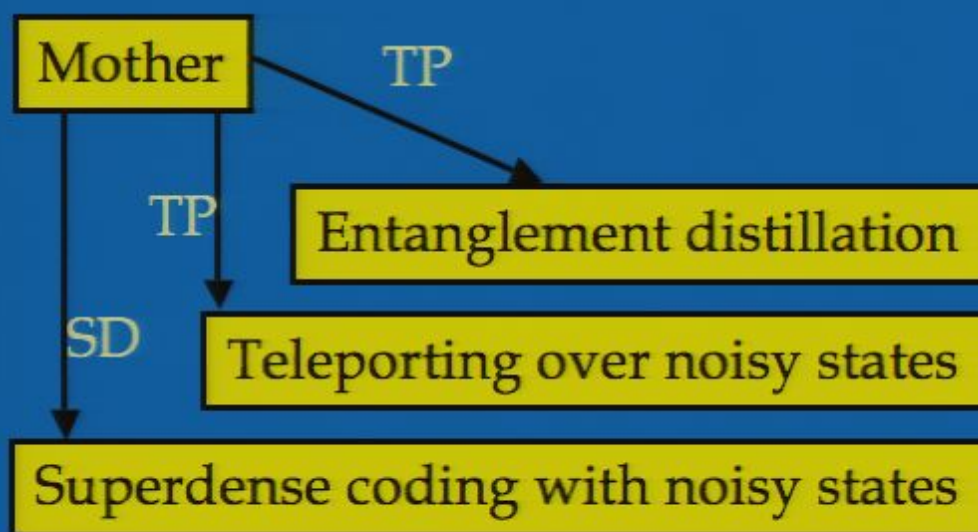 Mother
TP
TP
Entanglement distillation
SD
Teleporting over noisy states
Superdense coding with noisy states